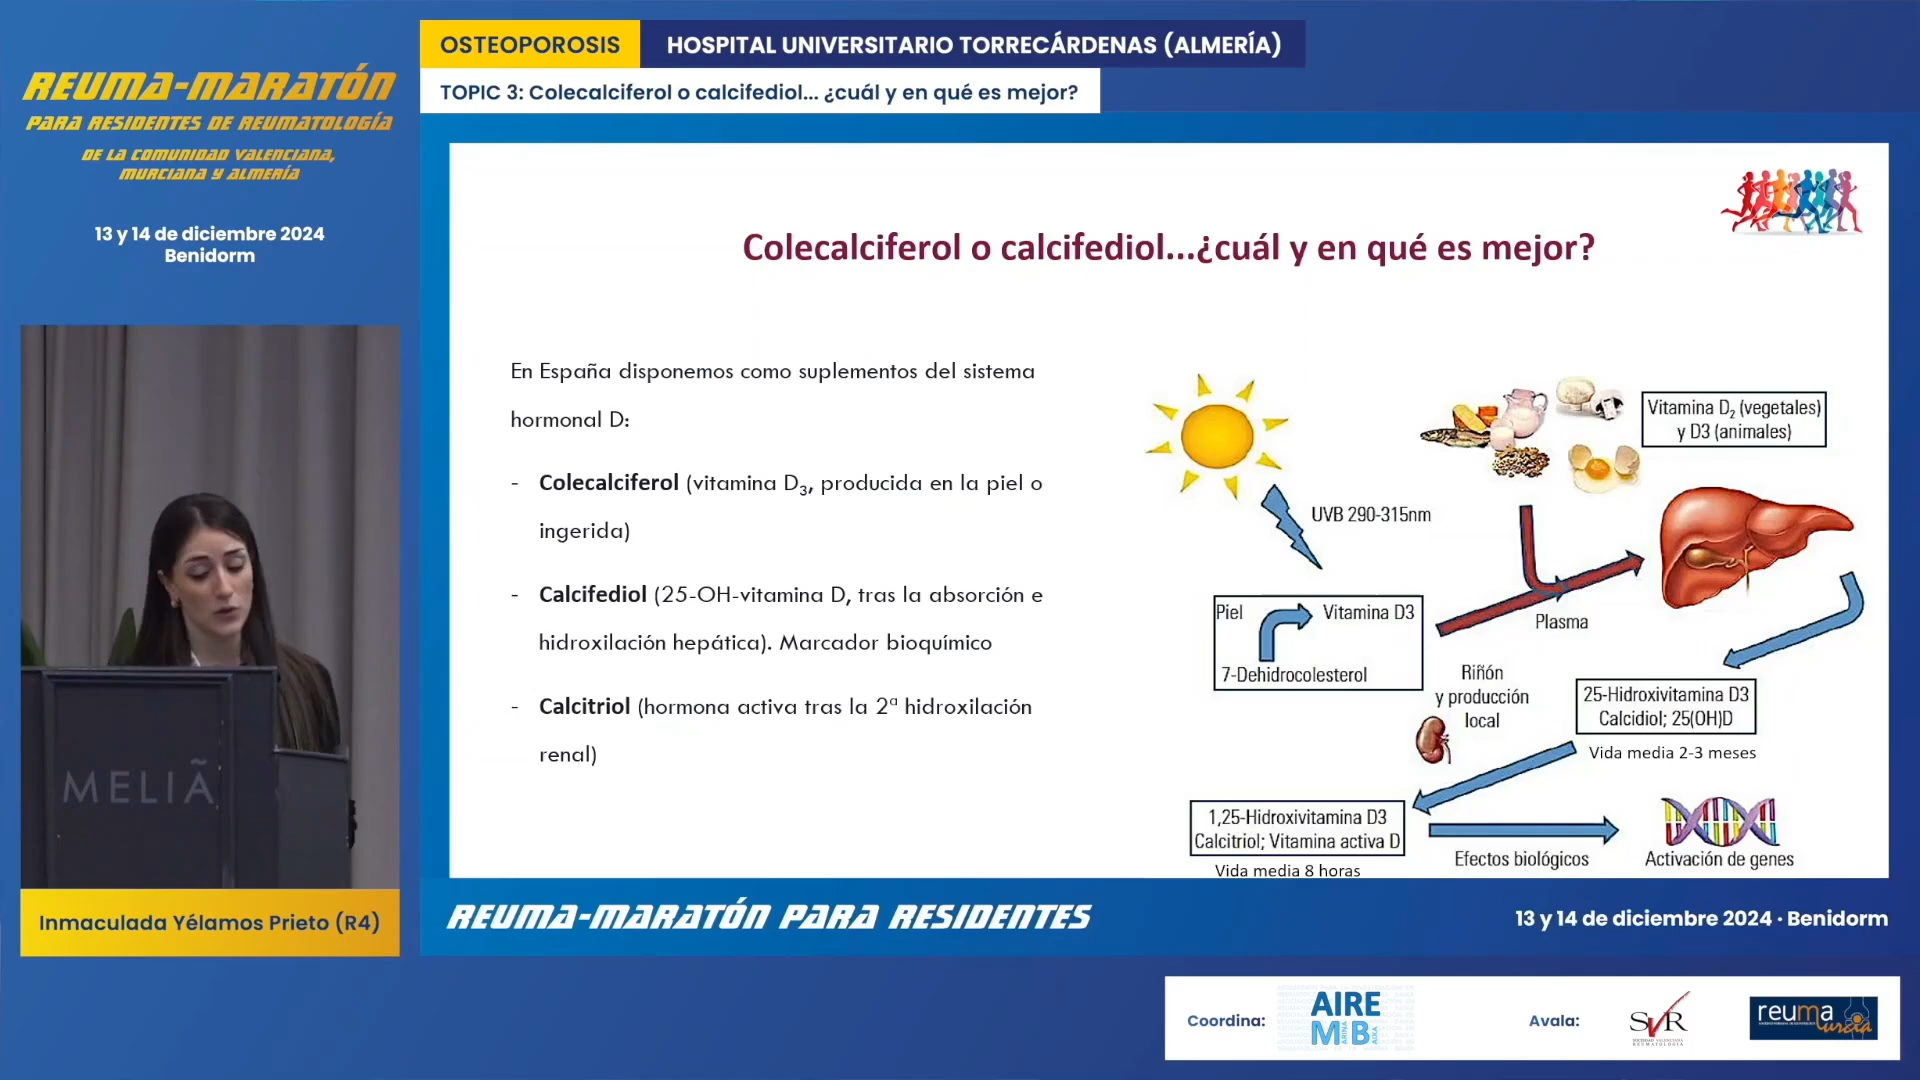 OSTEOPOROSIS
HOSPITAL UNIVERSITARIO TORRECÁRDENAS (ALMERÍA)
TOPIC 3: Colecalciferol o calcifediol... ¿cuál y en qué es mejor?
REUMA-MARATÓN
PARA RESIDENTES DE REUMATOLOGÍA
DE LA COMUNIDAD VALENCIANA,
MURCIANA Y ALMERÍA
13 y 14 de diciembre 2024
Benidorm
MELIÃ
Inmaculada Yélamos Prieto (R4)
Colecalciferol o calcifediol...¿cuál y en qué es mejor?
En España disponemos como suplementos del sistema
hormonal D:
- Colecalciferol (vitamina D₃, producida en la piel o
ingerida)
- Calcifediol (25-OH-vitamina D, tras la absorción e
hidroxilación hepática). Marcador bioquímico
- Calcitriol (hormona activa tras la 2ª hidroxilación
renal)
Vitamina D₂ (vegetales)
y D3 (animales)
UVB 290-315nm
Piel
Vitamina D3
7-Dehidrocolesterol
Plasma
Riñón
y producción
local
25-Hidroxivitamina D3
Calcidiol; 25(OH)D
Vida media 2-3 meses
1,25-Hidroxivitamina D3
Calcitriol; Vitamina activa D
Vida media 8 horas
Efectos biológicos
Activación de genes
REUMA-MARATÓN PARA RESIDENTES
13 y 14 de diciembre 2024 · Benidorm
Coordina:
AIRE
MB
Avala:
SVR
reuma
murcia